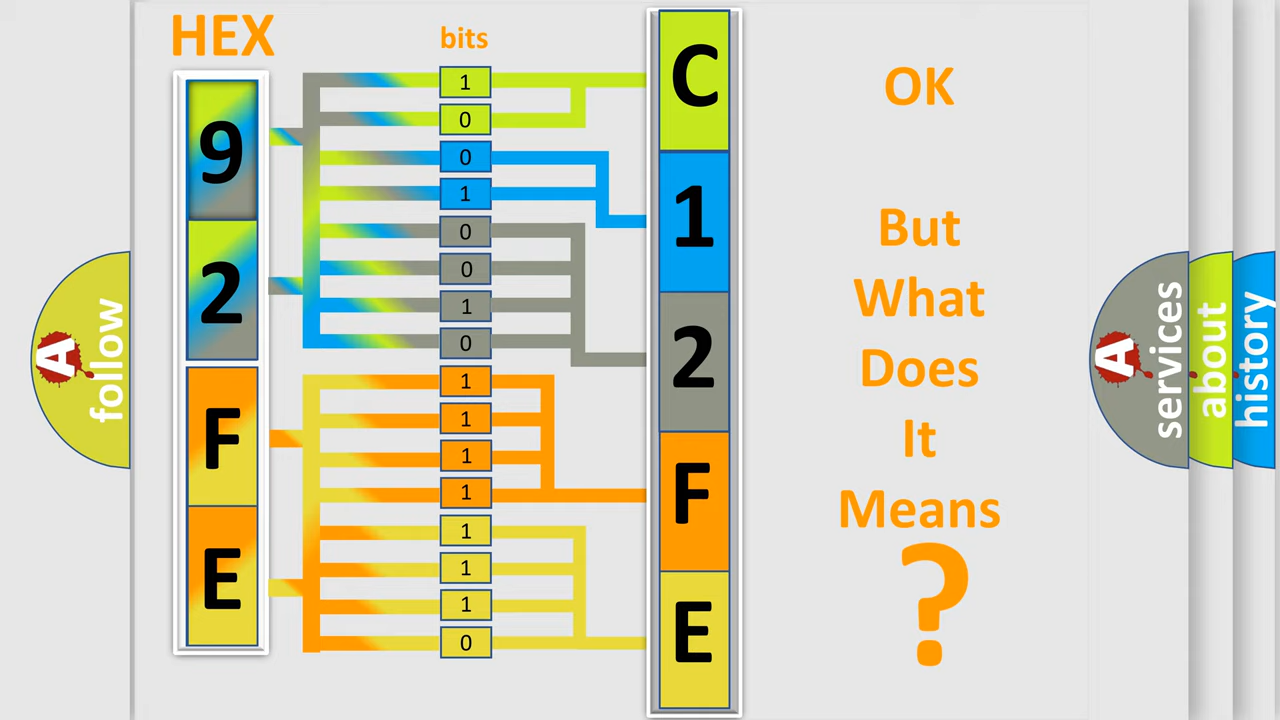 HEX
bits
9
2
F
E
1
0
0
1
0
0
1
0
1
1
1
1
1
1
1
0
C
1
2
F
E
OK
But
What
Does
It
Means
?
A
follow
A
services
about
history